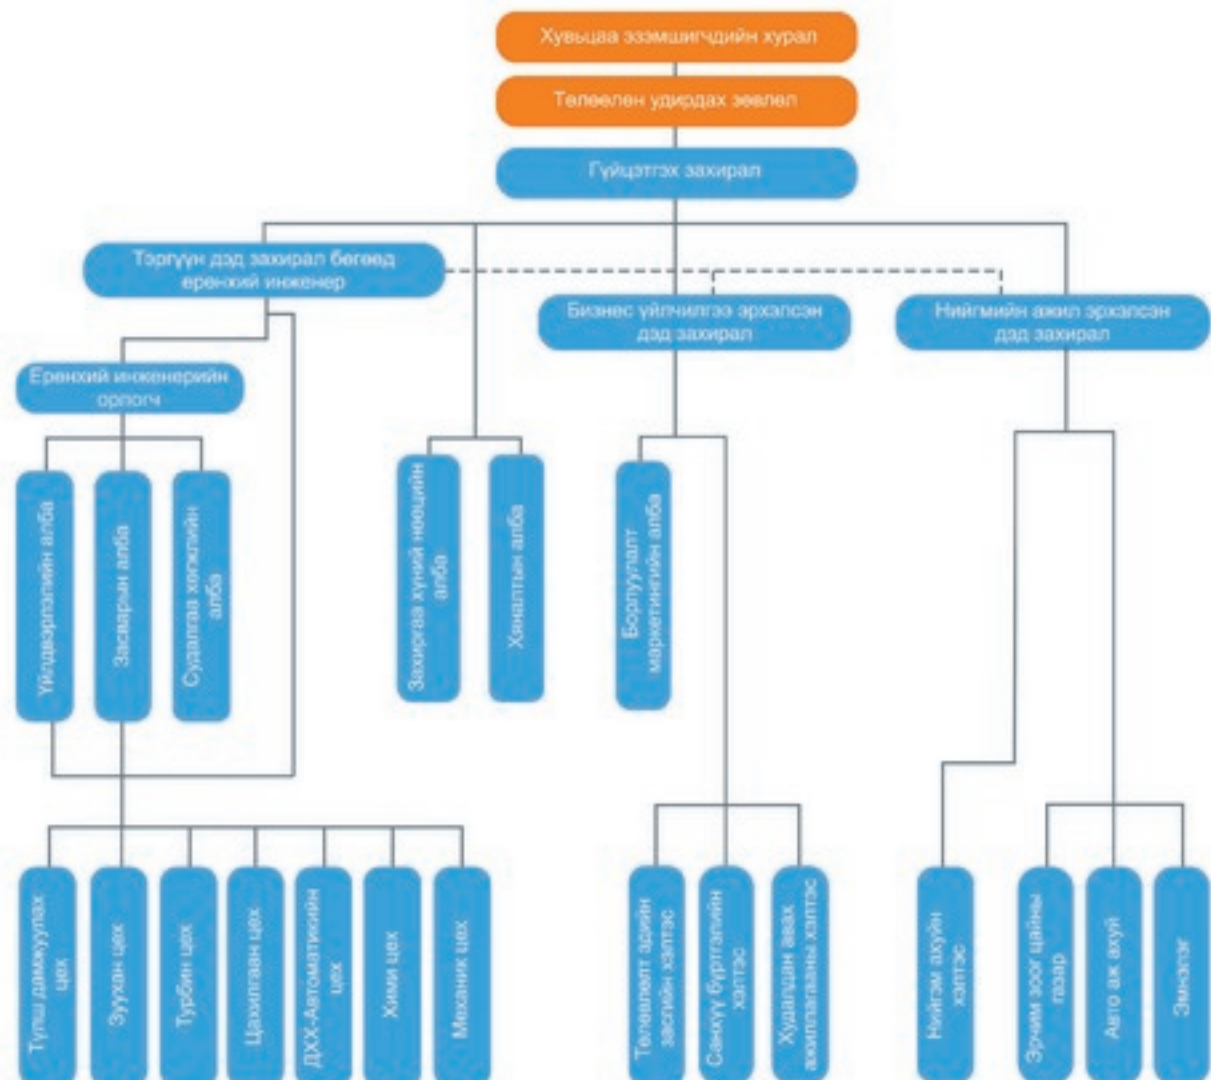 Хувьцаа эзэмшигчдийн хурал
Төлөөлөн удирдах зөвлөл
Гүйцэтгэх захирал
Тэргүүн дэд захирал бөгөөд
ерөнхий инженер
Бизнес үйлчилгээ эрхэлсэн
дэд захирал
Нийгмийн ажил эрхэлсэн
дэд захирал
Ерөнхий инженерийн
орлогч
Үйлдвэрлэлийн алба
Засварын алба
Судалгаа хөгжлийн
алба
Захиргаа хүний нөөцийн
алба
Хяналтын алба
Борлуулалт
маркетингийн алба
Түлш дамжуулах
цех
Зуухан цех
Турбин цех
Цахилгаан цех
ДХХ-Автоматикийн
цех
Хими цех
Механик цех
Төлөвлөлт эдийн
засгийн хэлтэс
Санхүү бүртгэлийн
хэлтэс
Худалдан авах
ажиллагааны хэлтэс
Нийгэм ахуйн
хэлтэс
Эрчим зоог цайны
газар
Авто аж ахуй
Эмнэлэг